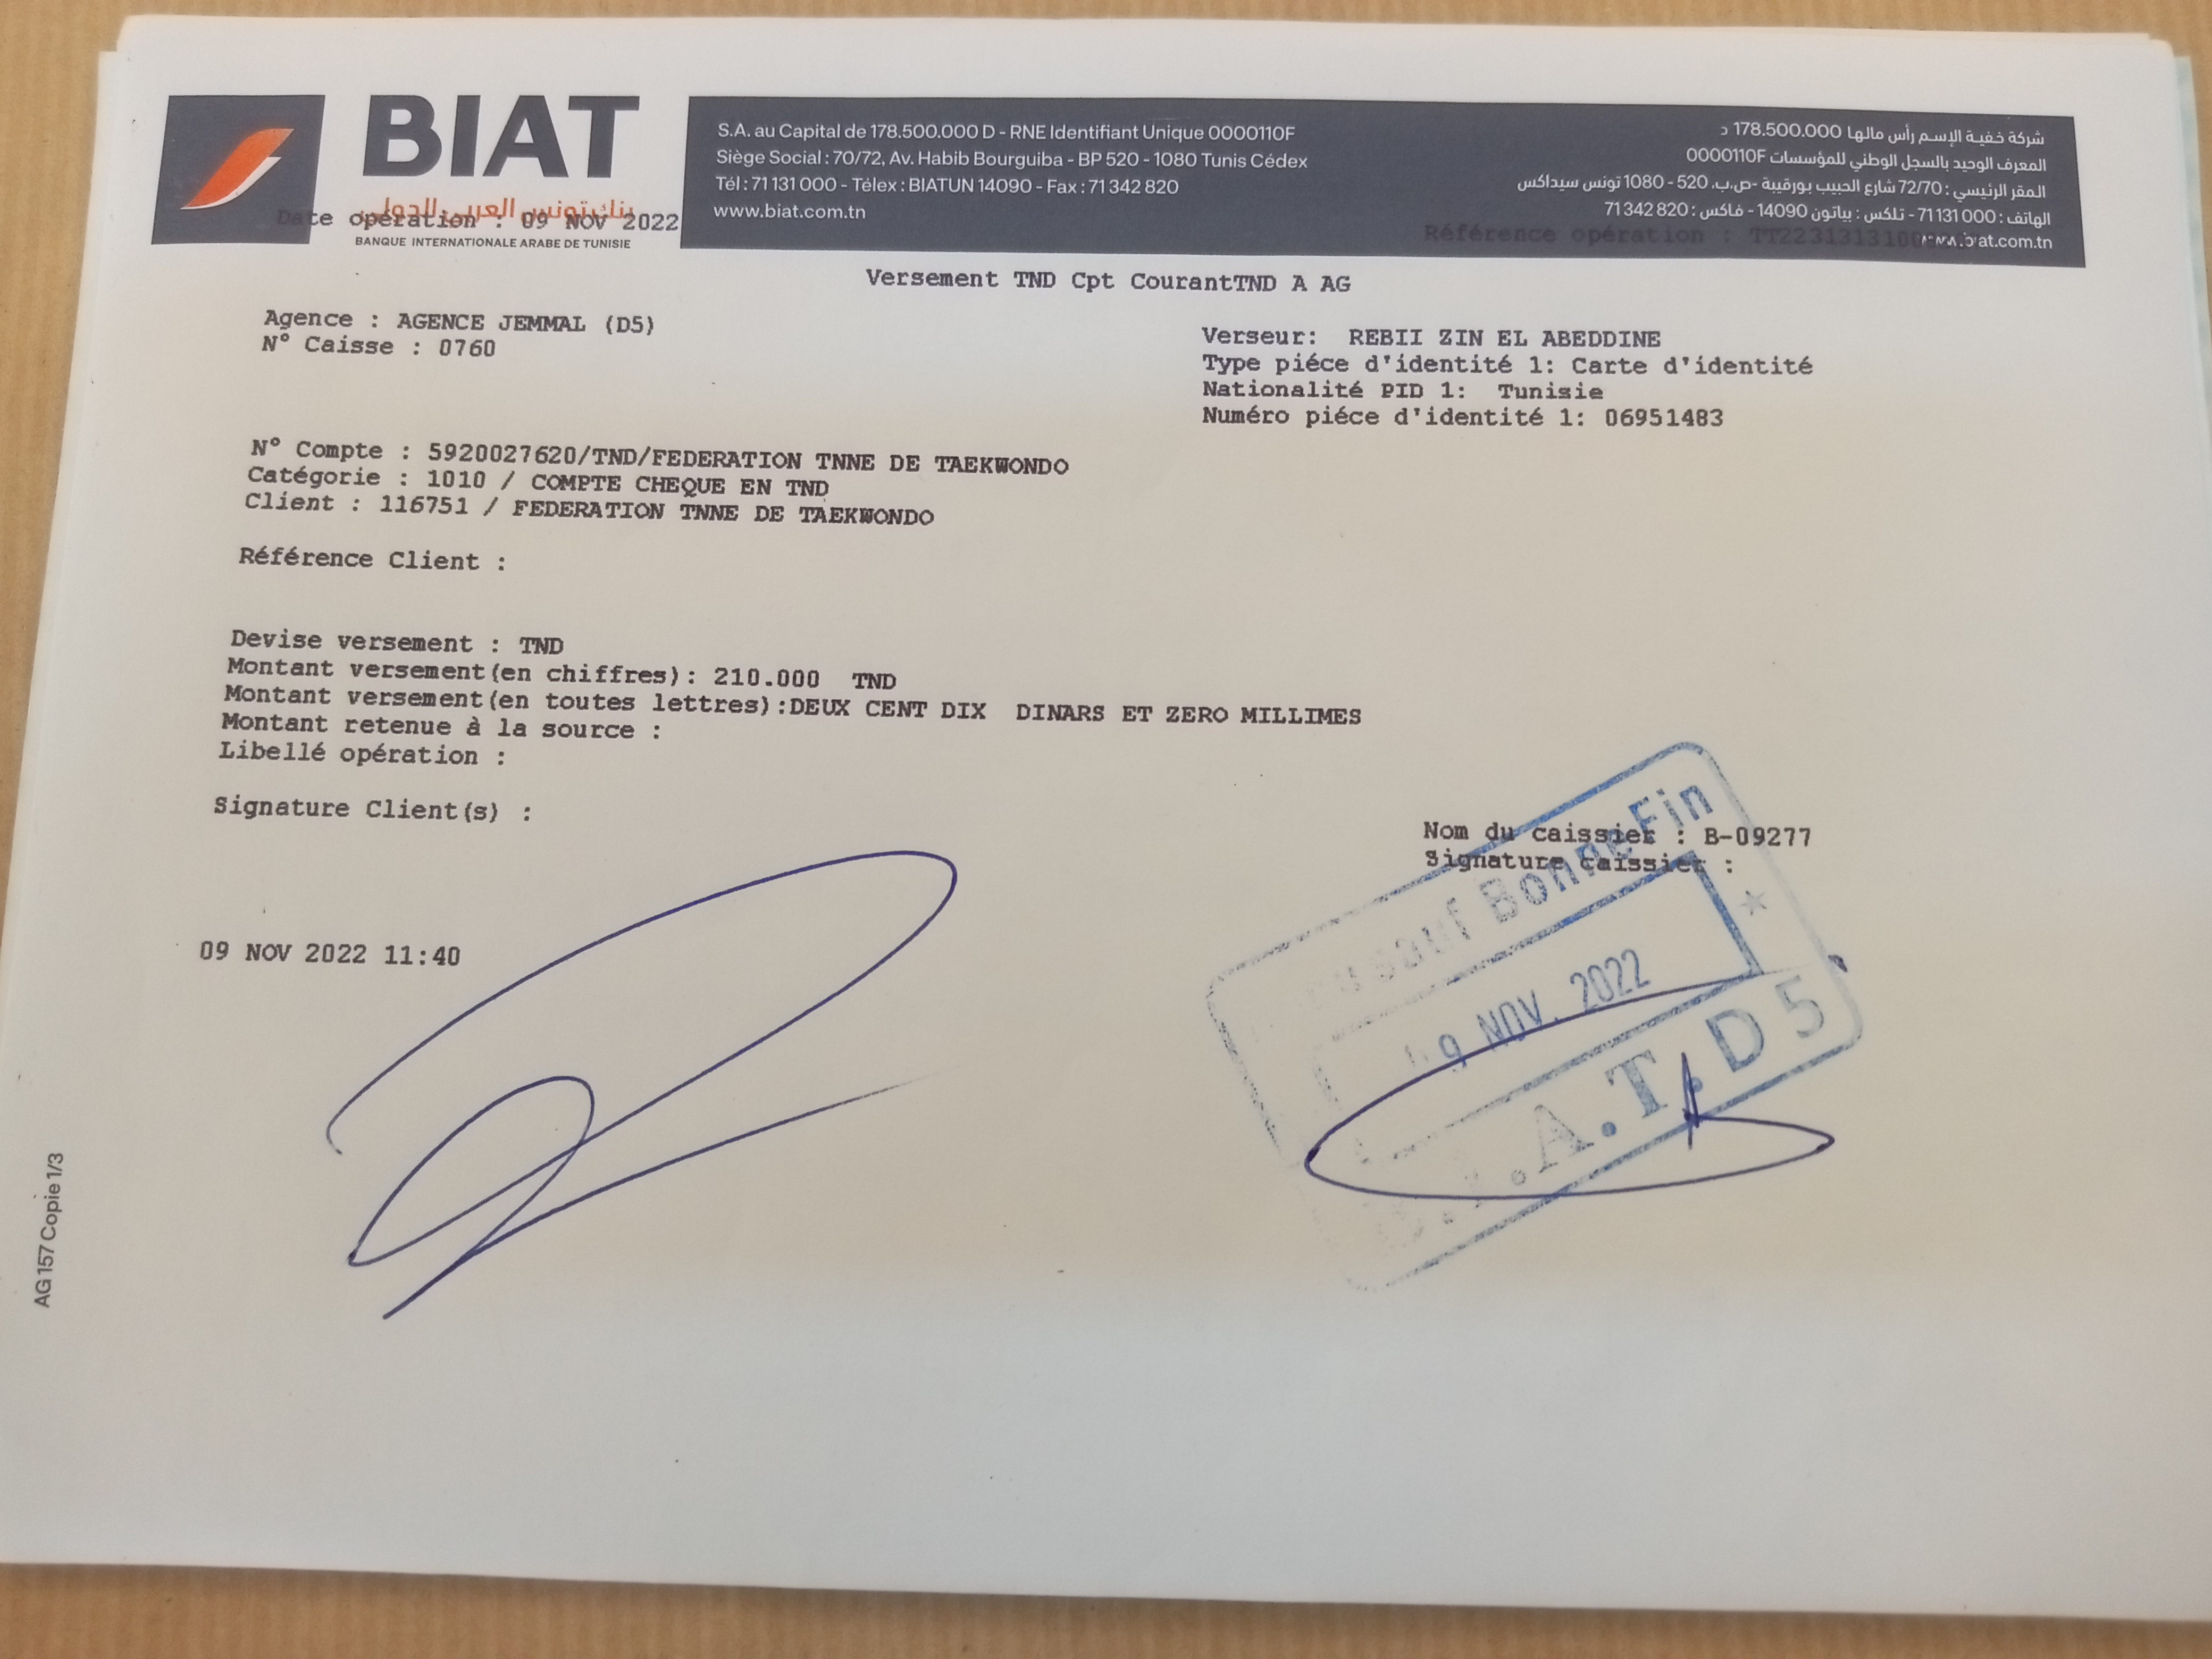 BIAT
بنك تونس العربي الدولي
BANQUE INTERNATIONALE ARABE DE TUNISIE
S.A. au Capital de 178.500.000 D - RNE Identifiant Unique 0000110F
Siège Social : 70/72, Av. Habib Bourguiba - BP 520 - 1080 Tunis Cédex
Tél : 71 131 000 - Télex : BIATUN 14090 - Fax : 71 342 820
www.biat.com.tn
شركة خفية الإسم رأس مالها 178.500.000 د
المعرف الوحيد بالسجل الوطني للمؤسسات 0000110F
المقر الرئيسي : 72/70 شارع الحبيب بورقيبة -ص.ب. 520 - 1080 تونس سيداكس
الهاتف : 71 131 000 - تلكس : بياتون 14090 - فاكس : 71 342 820
www.biat.com.tn
Date opération : 09 NOV 2022
Référence opération :
Versement TND Cpt CourantTND A AG
Agence : AGENCE JEMMAL (D5)
N° Caisse : 0760
Verseur: REBII ZIN EL ABEDDINE
Type piéce d'identité 1: Carte d'identité
Nationalité PID 1: Tunisie
Numéro piéce d'identité 1: 06951483
N° Compte : 5920027620/TND/FEDERATION TNNE DE TAEKWONDO
Catégorie : 1010 / COMPTE CHEQUE EN TND
Client : 116751 / FEDERATION TNNE DE TAEKWONDO
Référence Client :
Devise versement : TND
Montant versement(en chiffres): 210.000 TND
Montant versement(en toutes lettres):DEUX CENT DIX DINARS ET ZERO MILLIMES
Montant retenue à la source :
Libellé opération :
Signature Client(s) :
Nom du caissier : B-09277
Signature caissier :
Sauf Bonne Fin
9 NOV. 2022
.A.T. D 5
09 NOV 2022 11:40
AG 157 Copie 1/3